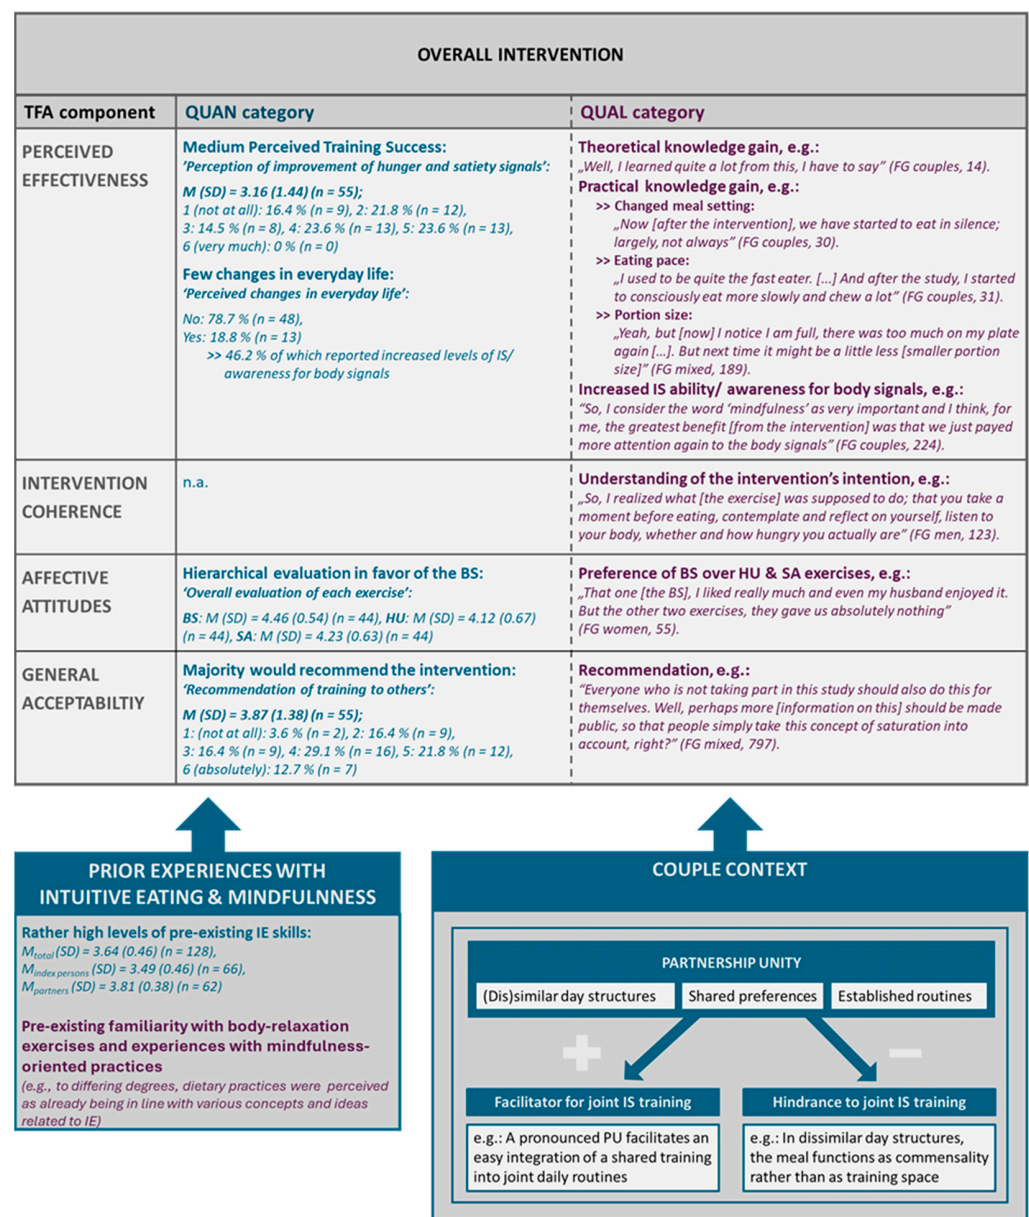 OVERALL INTERVENTION
TFA component
QUAN category
QUAL category
PERCEIVED
EFFECTIVENESS
Medium Perceived Training Success:
'Perception of improvement of hunger and satiety signals':
M (SD) = 3.16 (1.44) (n = 55);
1 (not at all): 16.4 % (n = 9), 2: 21.8 % (n = 12),
3: 14.5 % (n = 8), 4: 23.6 % (n = 13), 5: 23.6 % (n = 13),
6 (very much): 0 % (n = 0)
Few changes in everyday life:
'Perceived changes in everyday life':
No: 78.7 % (n = 48),
Yes: 18.8 % (n = 13)
>> 46.2 % of which reported increased levels of IS/
awareness for body signals
Theoretical knowledge gain, e.g.:
„Well, I learned quite a lot from this, I have to say" (FG couples, 14).
Practical knowledge gain, e.g.:
>> Changed meal setting:
„Now [after the intervention], we have started to eat in silence;
largely, not always" (FG couples, 30).
>> Eating pace:
„I used to be quite the fast eater. […] And after the study, I started
to consciously eat more slowly and chew a lot" (FG couples, 31).
>> Portion size:
„Yeah, but [now] I notice I am full, there was too much on my plate
again […]. But next time it might be a little less [smaller portion
size]" (FG mixed, 189).
Increased IS ability/ awareness for body signals, e.g.:
"So, I consider the word 'mindfulness' as very important and I think, for
me, the greatest benefit [from the intervention] was that we just payed
more attention again to the body signals" (FG couples, 224).
INTERVENTION
COHERENCE
n.a.
Understanding of the intervention's intention, e.g.:
„So, I realized what [the exercise] was supposed to do; that you take a
moment before eating, contemplate and reflect on yourself, listen to
your body, whether and how hungry you actually are" (FG men, 123).
AFFECTIVE
ATTITUDES
Hierarchical evaluation in favor of the BS:
'Overall evaluation of each exercise':
BS: M (SD) = 4.46 (0.54) (n = 44), HU: M (SD) = 4.12 (0.67)
(n = 44), SA: M (SD) = 4.23 (0.63) (n = 44)
Preference of BS over HU & SA exercises, e.g.:
„That one [the BS], I liked really much and even my husband enjoyed it.
But the other two exercises, they gave us absolutely nothing"
(FG women, 55).
GENERAL
ACCEPTABILTIY
Majority would recommend the intervention:
'Recommendation of training to others':
M (SD) = 3.87 (1.38) (n = 55);
1: (not at all): 3.6 % (n = 2), 2: 16.4 % (n = 9),
3: 16.4 % (n = 9), 4: 29.1 % (n = 16), 5: 21.8 % (n = 12),
6 (absolutely): 12.7 % (n = 7)
Recommendation, e.g.:
"Everyone who is not taking part in this study should also do this for
themselves. Well, perhaps more [information on this] should be made
public, so that people simply take this concept of saturation into
account, right?" (FG mixed, 797).
PRIOR EXPERIENCES WITH
INTUITIVE EATING & MINDFULNNESS
Rather high levels of pre-existing IE skills:
Mtotal (SD) = 3.64 (0.46) (n = 128),
Mindex persons (SD) = 3.49 (0.46) (n = 66),
Mpartners (SD) = 3.81 (0.38) (n = 62)
Pre-existing familiarity with body-relaxation
exercises and experiences with mindfulness-
oriented practices
(e.g., to differing degrees, dietary practices were perceived
as already being in line with various concepts and ideas
related to IE)
COUPLE CONTEXT
PARTNERSHIP UNITY
(Dis)similar day structures
Shared preferences
Established routines
+
−
Facilitator for joint IS training
e.g.: A pronounced PU facilitates an
easy integration of a shared training
into joint daily routines
Hindrance to joint IS training
e.g.: In dissimilar day structures,
the meal functions as commensality
rather than as training space